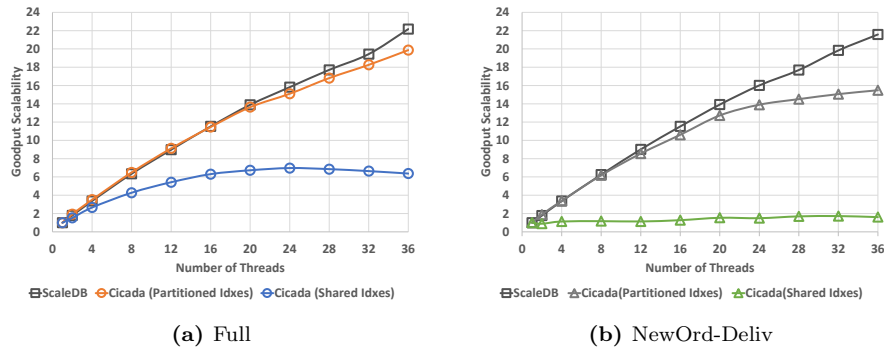 24
22
20
18
16
14
12
10
8
6
4
2
0
Goodput Scalability
0 4 8 12 16 20 24 28 32 36
Number of Threads
ScaleDB Cicada (Partitioned Idxes) Cicada (Shared Idxes)
(a) Full
24
22
20
18
16
14
12
10
8
6
4
2
0
Goodput Scalability
0 4 8 12 16 20 24 28 32 36
Number of Threads
ScaleDB Cicada(Partitioned Idxes) Cicada(Shared Idxes)
(b) NewOrd-Deliv